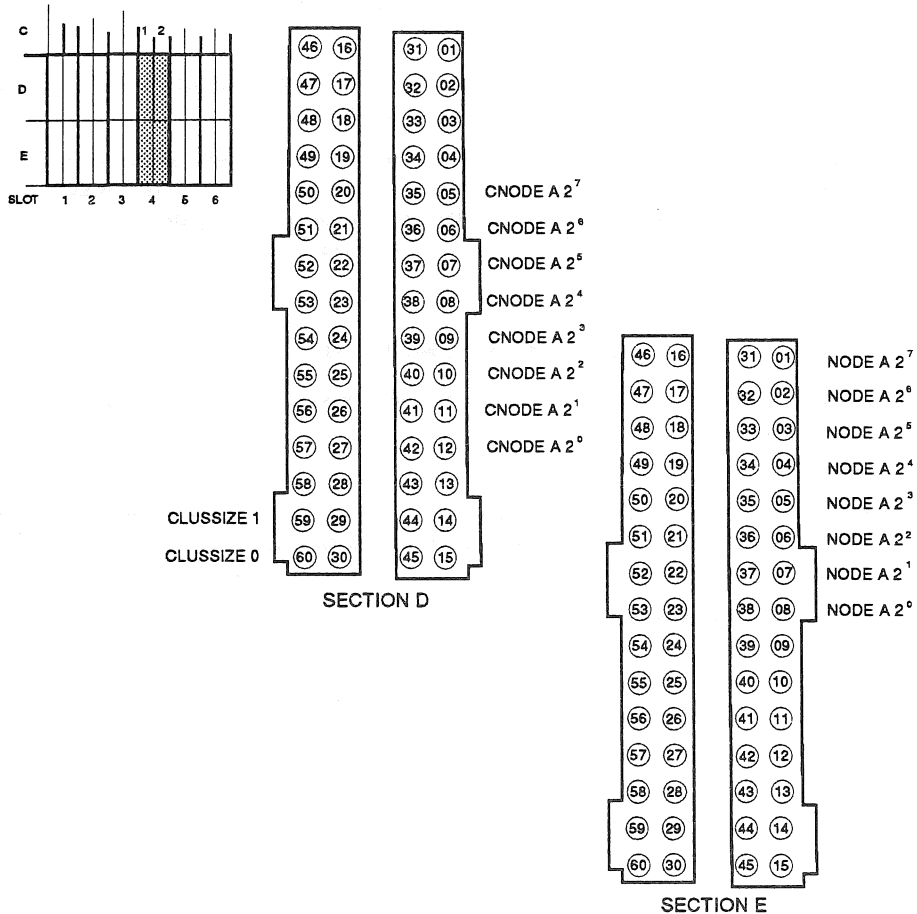 C 1 2
D
E
SLOT 1 2 3 4 5 6
46 16 31 01
47 17 32 02
48 18 33 03
49 19 34 04
50 20 35 05 CNODE A 2⁷
51 21 36 06 CNODE A 2⁶
52 22 37 07 CNODE A 2⁵
53 23 38 08 CNODE A 2⁴
54 24 39 09 CNODE A 2³
55 25 40 10 CNODE A 2²
56 26 41 11 CNODE A 2¹
57 27 42 12 CNODE A 2⁰
58 28 43 13
CLUSSIZE 1 59 29 44 14
CLUSSIZE 0 60 30 45 15
SECTION D
46 16 31 01 NODE A 2⁷
47 17 32 02 NODE A 2⁶
48 18 33 03 NODE A 2⁵
49 19 34 04 NODE A 2⁴
50 20 35 05 NODE A 2³
51 21 36 06 NODE A 2²
52 22 37 07 NODE A 2¹
53 23 38 08 NODE A 2⁰
54 24 39 09
55 25 40 10
56 26 41 11
57 27 42 12
58 28 43 13
59 29 44 14
60 30 45 15
SECTION E